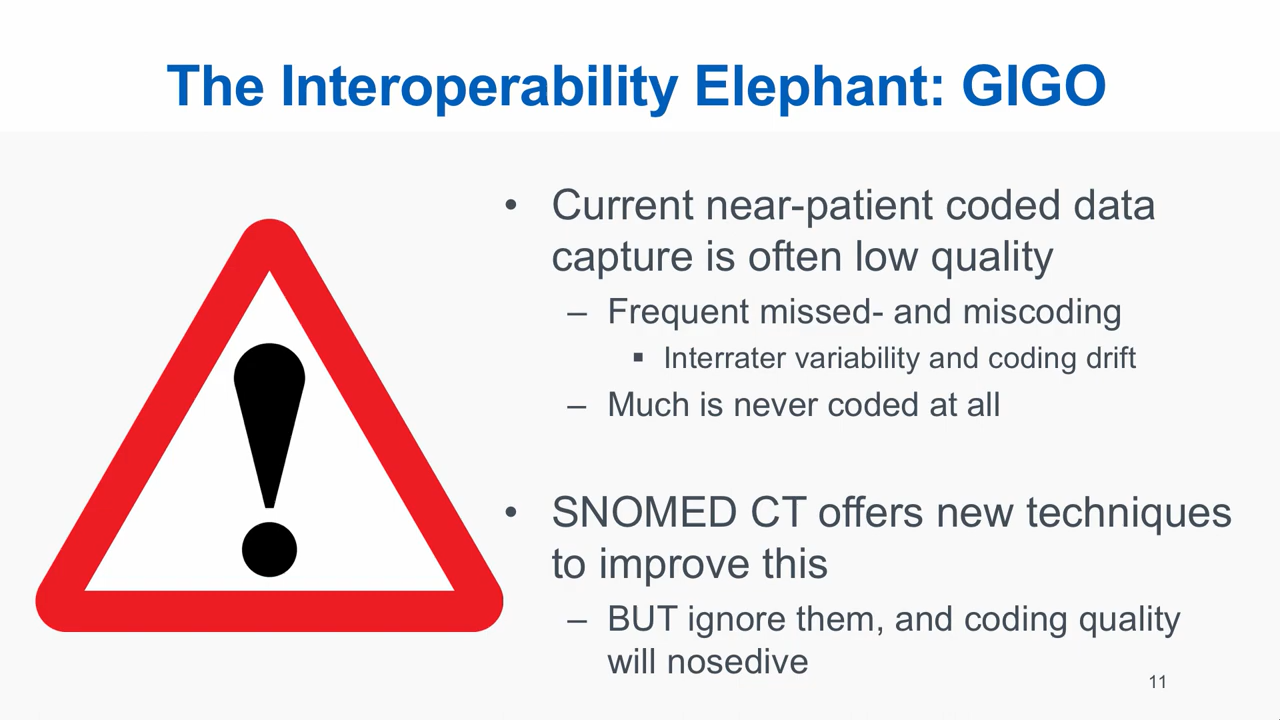 The Interoperability Elephant: GIGO
• Current near-patient coded data
capture is often low quality
– Frequent missed- and miscoding
▪ Interrater variability and coding drift
– Much is never coded at all
• SNOMED CT offers new techniques
to improve this
– BUT ignore them, and coding quality
will nosedive
11